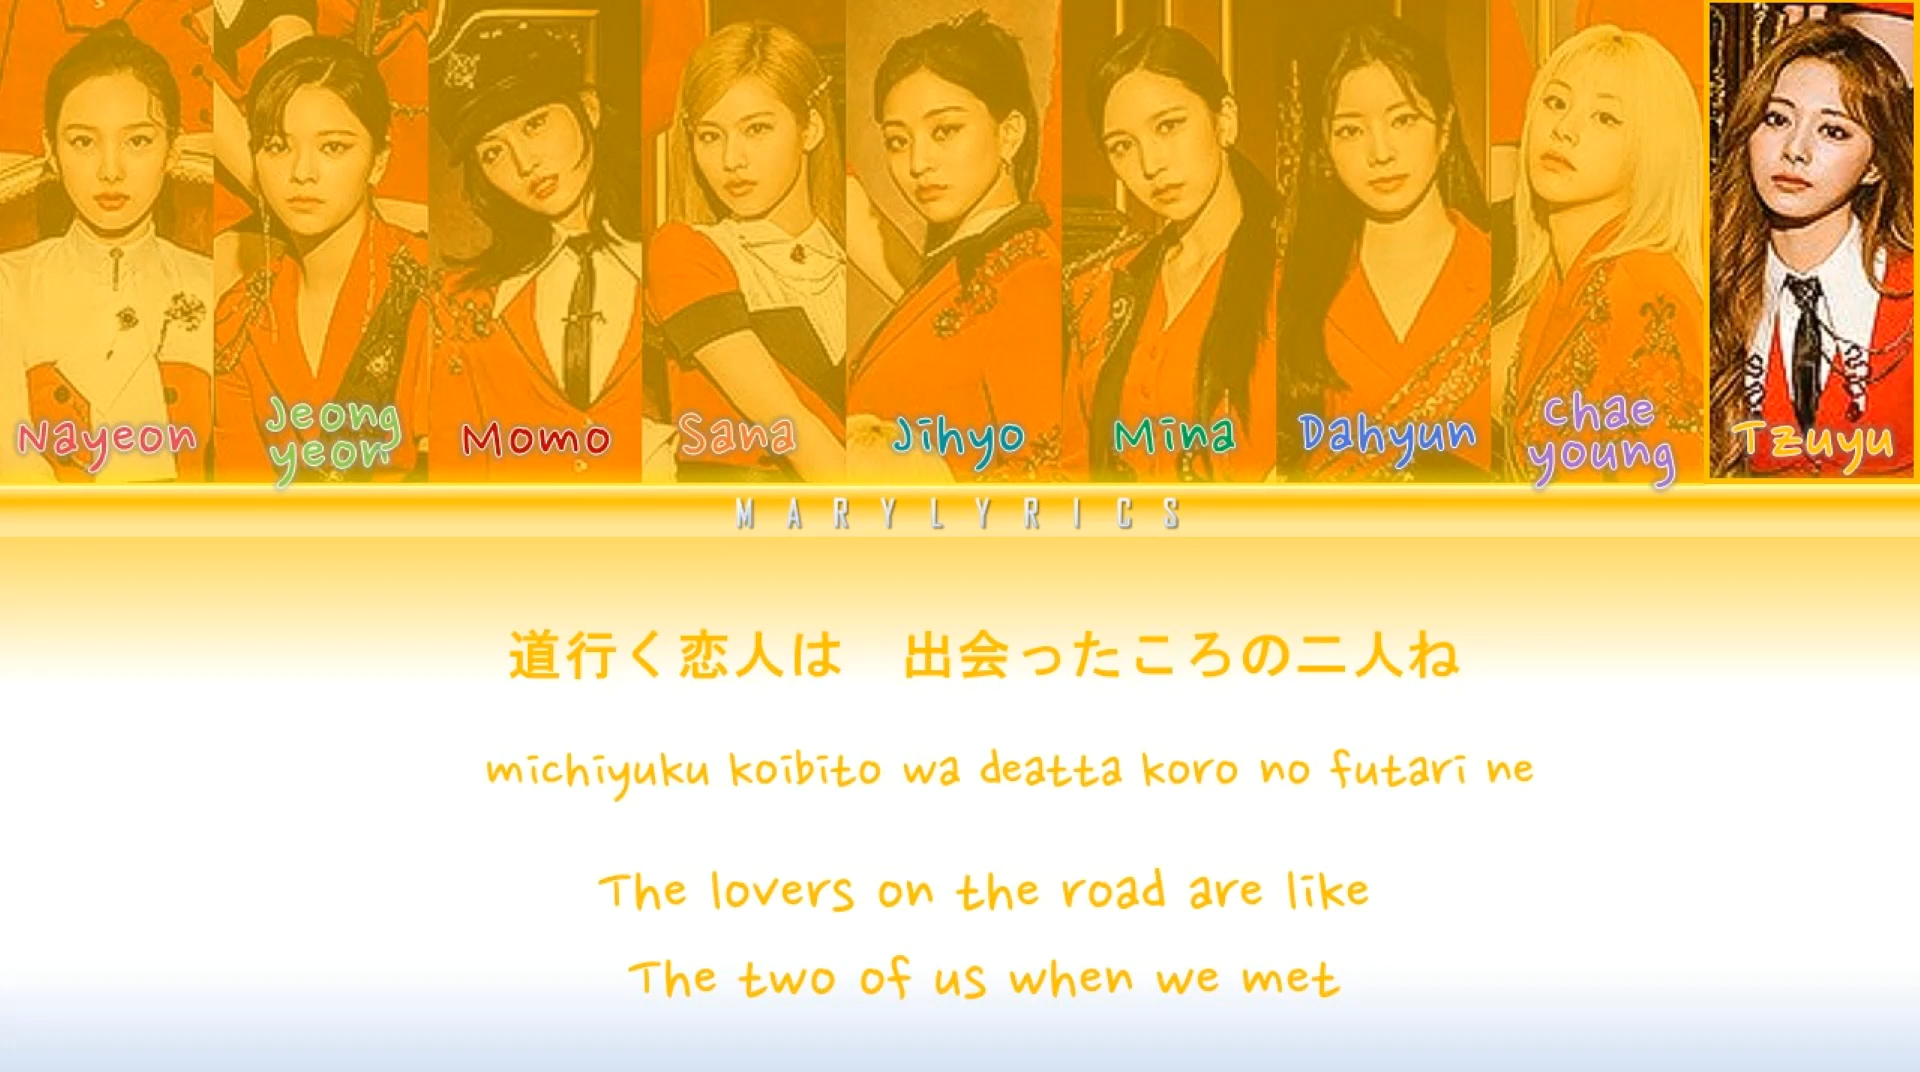 Nayeon
Jeong
yeon
Momo
Sana
Jihyo
Mina
Dahyun
Chae
young
Tzuyu
MARYLYRICS
道行く恋人は　出会ったころの二人ね
michiyuku koibito wa deatta koro no futari ne
The lovers on the road are like
The two of us when we met